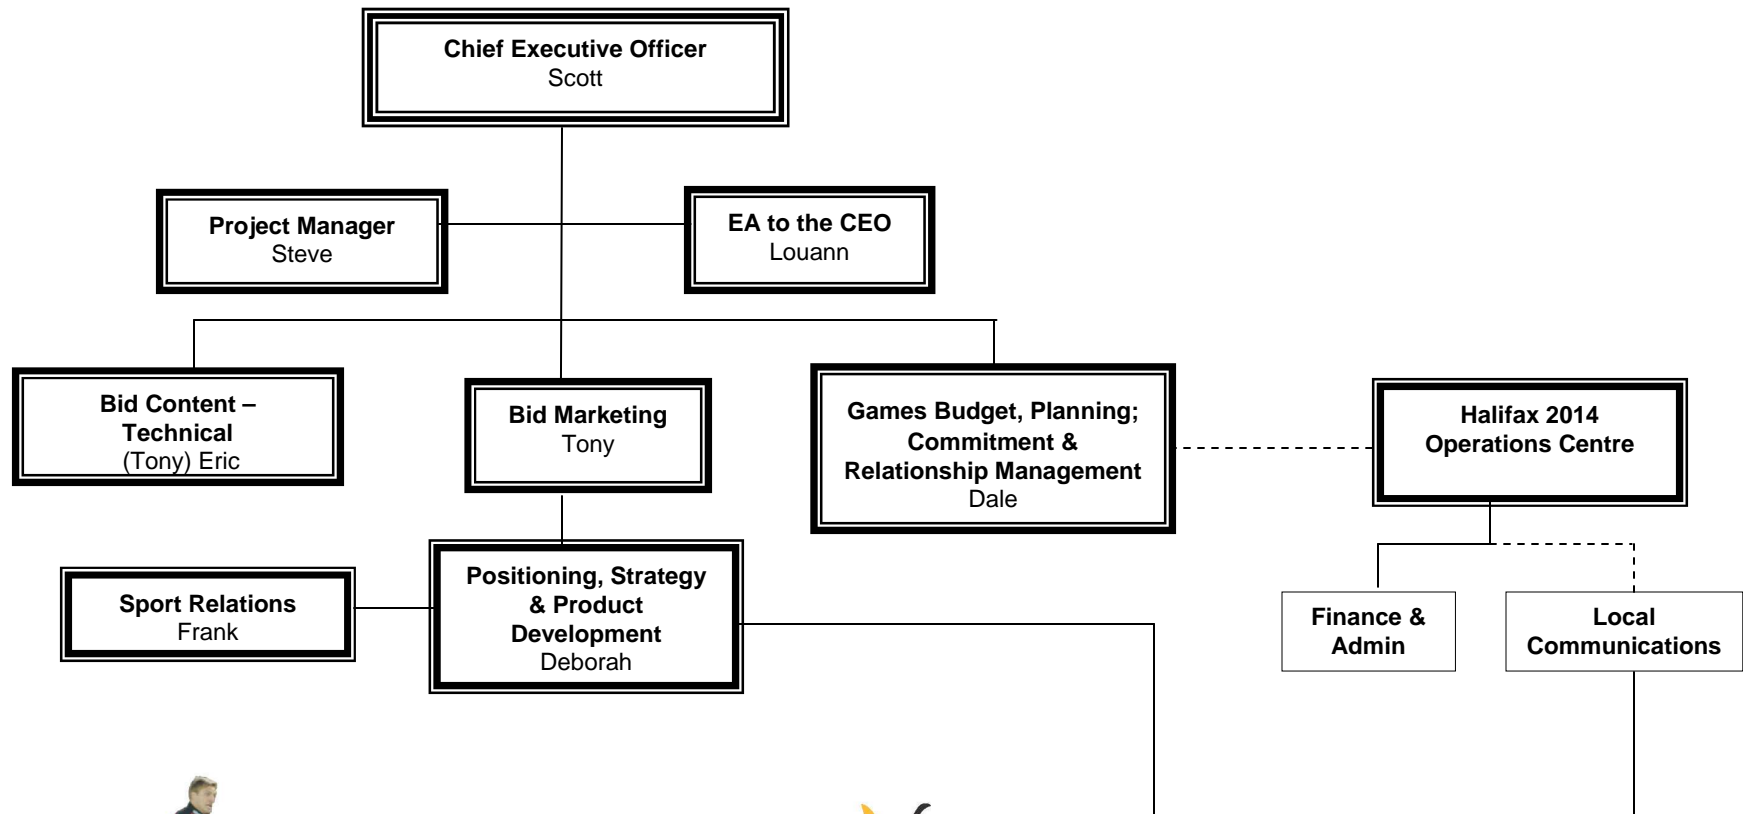 Chief Executive Officer
Scott
Project Manager
Steve
EA to the CEO
Louann
Bid Content –
Technical
(Tony) Eric
Bid Marketing
Tony
Games Budget, Planning;
Commitment &
Relationship Management
Dale
Halifax 2014
Operations Centre
Sport Relations
Frank
Positioning, Strategy
& Product
Development
Deborah
Finance &
Admin
Local
Communications